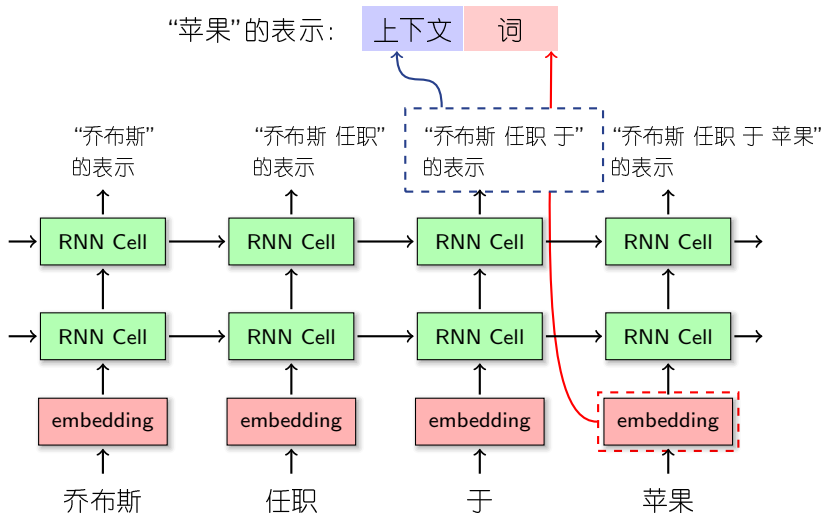 “苹果”的表示:
上下文
词
“乔布斯”
的表示
“乔布斯 任职”
的表示
“乔布斯 任职 于”
的表示
“乔布斯 任职 于 苹果”
的表示
RNN Cell
RNN Cell
RNN Cell
RNN Cell
RNN Cell
RNN Cell
RNN Cell
RNN Cell
embedding
embedding
embedding
embedding
乔布斯
任职
于
苹果